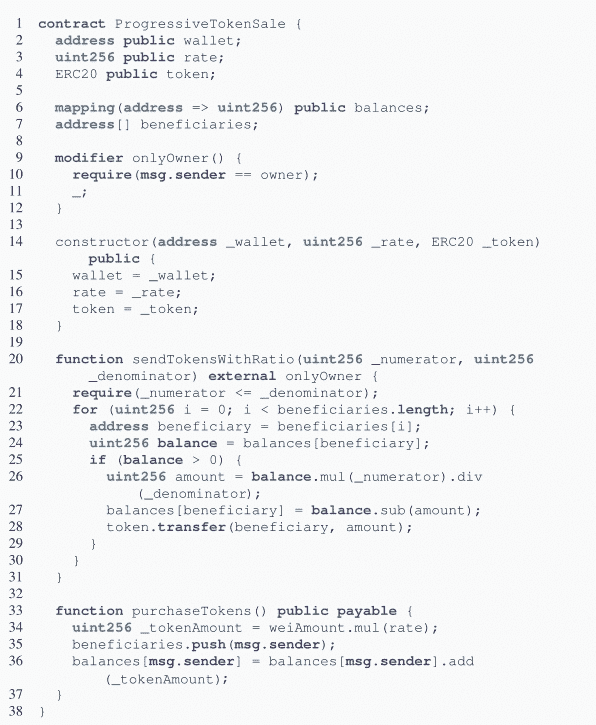 1 contract ProgressiveTokenSale {
2 address public wallet;
3 uint256 public rate;
4 ERC20 public token;
5
6 mapping(address => uint256) public balances;
7 address[] beneficiaries;
8
9 modifier onlyOwner() {
10 require(msg.sender == owner);
11 _;
12 }
13
14 constructor(address _wallet, uint256 _rate, ERC20 _token)
public {
15 wallet = _wallet;
16 rate = _rate;
17 token = _token;
18 }
19
20 function sendTokensWithRatio(uint256 _numerator, uint256
_denominator) external onlyOwner {
21 require(_numerator <= _denominator);
22 for (uint256 i = 0; i < beneficiaries.length; i++) {
23 address beneficiary = beneficiaries[i];
24 uint256 balance = balances[beneficiary];
25 if (balance > 0) {
26 uint256 amount = balance.mul(_numerator).div
(_denominator);
27 balances[beneficiary] = balance.sub(amount);
28 token.transfer(beneficiary, amount);
29 }
30 }
31 }
32
33 function purchaseTokens() public payable {
34 uint256 _tokenAmount = weiAmount.mul(rate);
35 beneficiaries.push(msg.sender);
36 balances[msg.sender] = balances[msg.sender].add
(_tokenAmount);
37 }
38 }